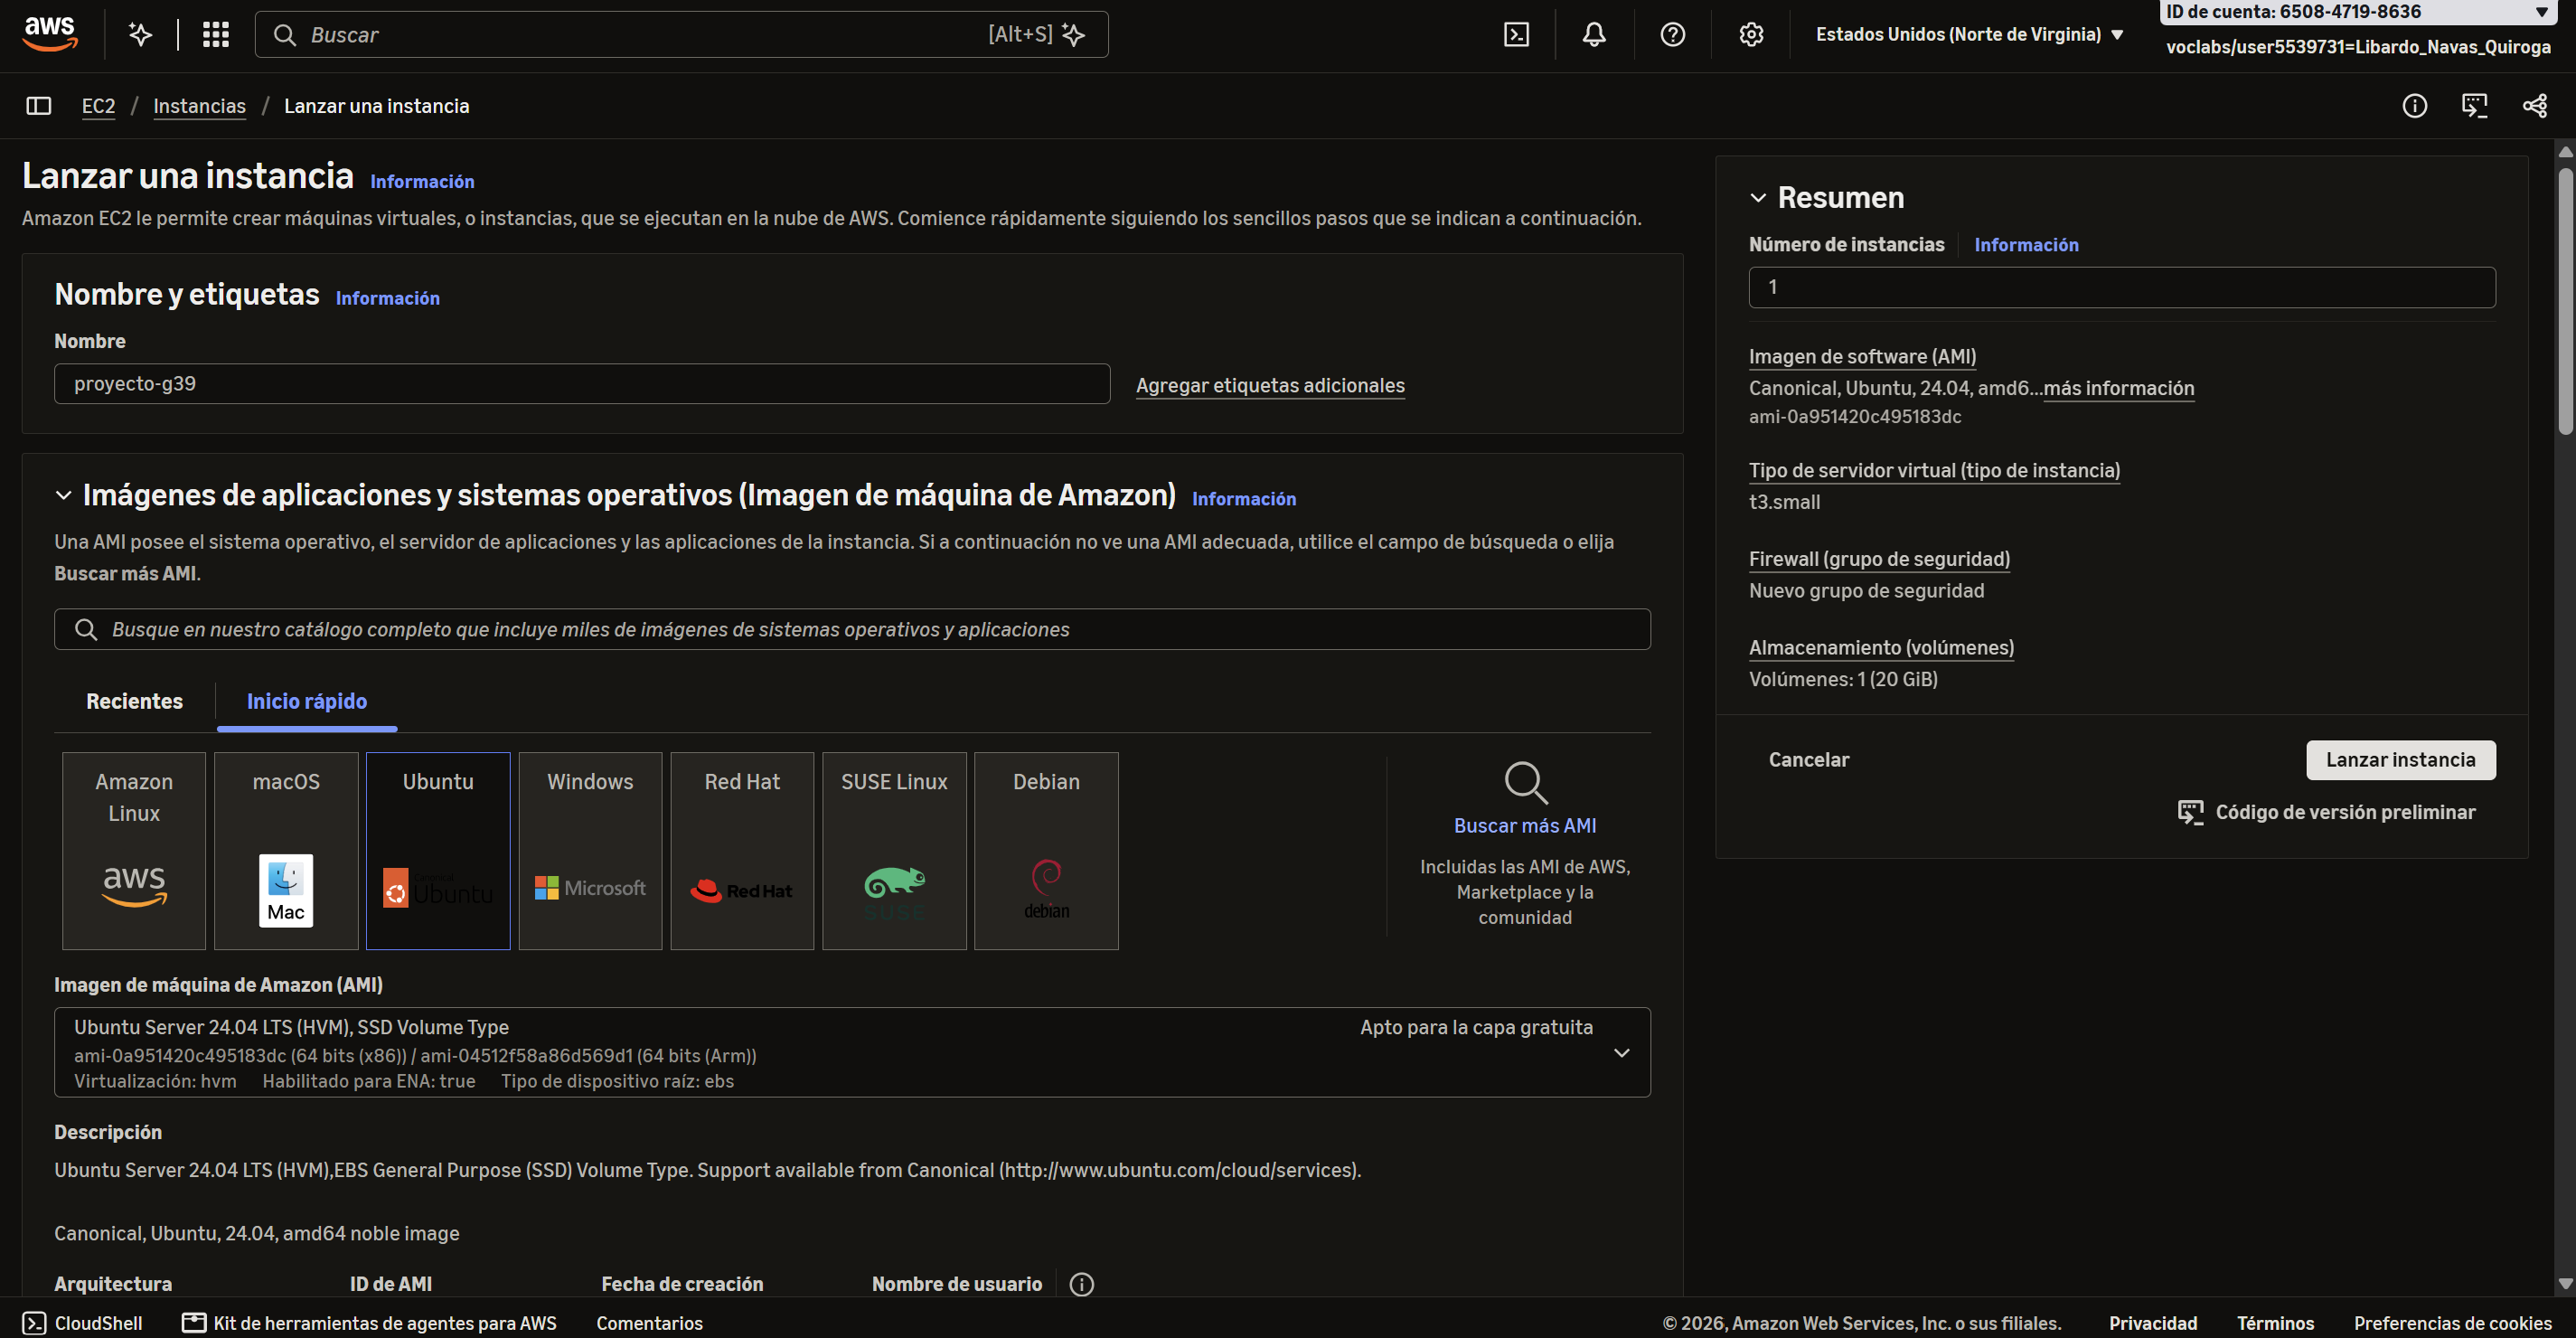 aws
Buscar
[Alt+S]
Estados Unidos (Norte de Virginia)
ID de cuenta: 6508-4719-8636
voclabs/user5539731=Libardo_Navas_Quiroga
EC2 / Instancias / Lanzar una instancia
Lanzar una instancia Información
Amazon EC2 le permite crear máquinas virtuales, o instancias, que se ejecutan en la nube de AWS. Comience rápidamente siguiendo los sencillos pasos que se indican a continuación.
Nombre y etiquetas Información
Nombre
proyecto-g39
Agregar etiquetas adicionales
Imágenes de aplicaciones y sistemas operativos (Imagen de máquina de Amazon) Información
Una AMI posee el sistema operativo, el servidor de aplicaciones y las aplicaciones de la instancia. Si a continuación no ve una AMI adecuada, utilice el campo de búsqueda o elija
Buscar más AMI.
Busque en nuestro catálogo completo que incluye miles de imágenes de sistemas operativos y aplicaciones
Recientes
Inicio rápido
Amazon
Linux
aws
macOS
Mac
Ubuntu
Canonical
Ubuntu
Windows
Microsoft
Red Hat
Red Hat
SUSE Linux
SUSE
Debian
debian
Buscar más AMI
Incluidas las AMI de AWS,
Marketplace y la
comunidad
Imagen de máquina de Amazon (AMI)
Ubuntu Server 24.04 LTS (HVM), SSD Volume Type
Apto para la capa gratuita
ami-0a951420c495183dc (64 bits (x86)) / ami-04512f58a86d569d1 (64 bits (Arm))
Virtualización: hvm Habilitado para ENA: true Tipo de dispositivo raíz: ebs
Descripción
Ubuntu Server 24.04 LTS (HVM),EBS General Purpose (SSD) Volume Type. Support available from Canonical (http://www.ubuntu.com/cloud/services).
Canonical, Ubuntu, 24.04, amd64 noble image
Arquitectura
ID de AMI
Fecha de creación
Nombre de usuario
Resumen
Número de instancias Información
1
Imagen de software (AMI)
Canonical, Ubuntu, 24.04, amd6...más información
ami-0a951420c495183dc
Tipo de servidor virtual (tipo de instancia)
t3.small
Firewall (grupo de seguridad)
Nuevo grupo de seguridad
Almacenamiento (volúmenes)
Volúmenes: 1 (20 GiB)
Cancelar
Lanzar instancia
Código de versión preliminar
CloudShell
Kit de herramientas de agentes para AWS
Comentarios
© 2026, Amazon Web Services, Inc. o sus filiales.
Privacidad
Términos
Preferencias de cookies